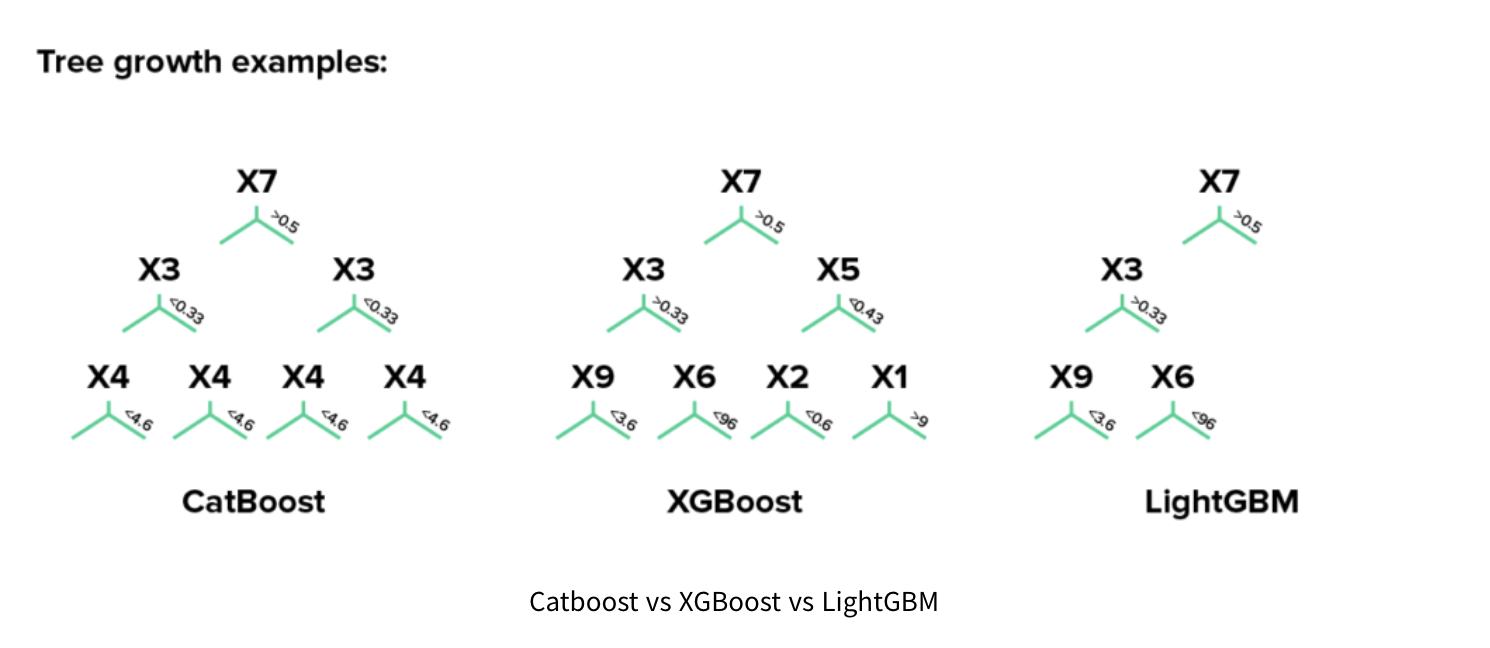 Tree growth examples:
X7 X7 X7
>0.5 >0.5 >0.5
X3 X3 X3 X5 X3
<0.33 <0.33 >0.33 <0.43 >0.33
X4 X4 X4 X4 X9 X6 X2 X1 X9 X6
<4.6 <4.6 <4.6 <4.6 <3.6 <96 <0.6 >9 <3.6 <96
CatBoost XGBoost LightGBM
Catboost vs XGBoost vs LightGBM